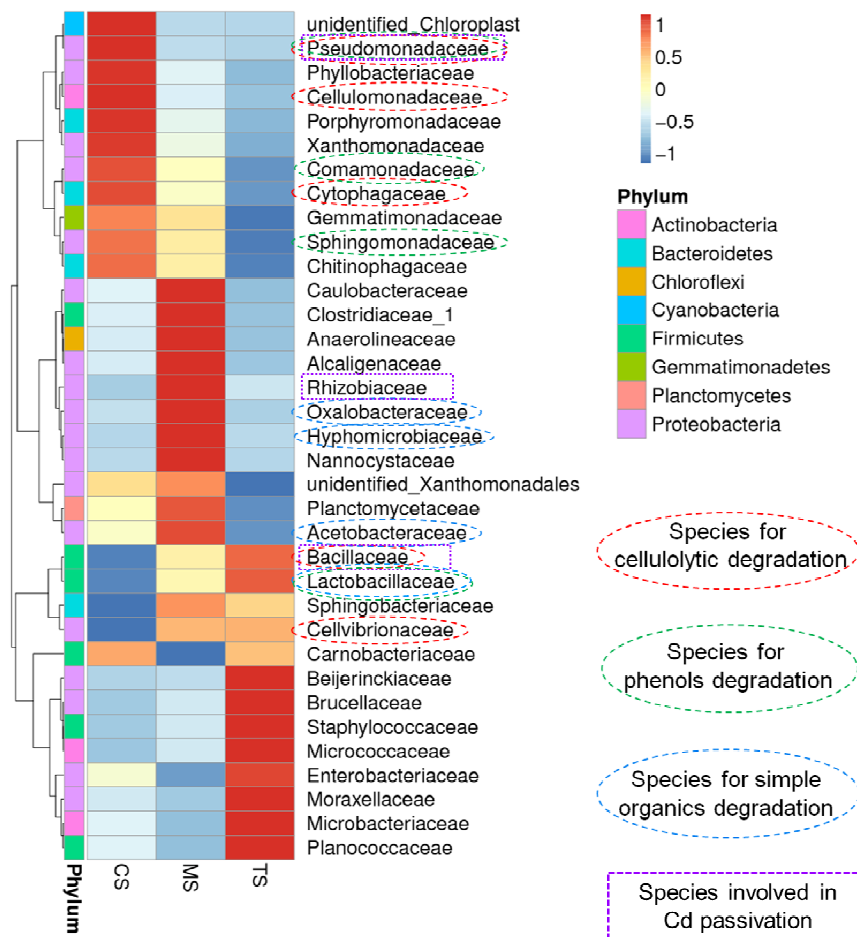 unidentified_Chloroplast
Pseudomonadaceae
Phyllobacteriaceae
Cellulomonadaceae
Porphyromonadaceae
Xanthomonadaceae
Comamonadaceae
Cytophagaceae
Gemmatimonadaceae
Sphingomonadaceae
Chitinophagaceae
Caulobacteraceae
Clostridiaceae_1
Anaerolineaceae
Alcaligenaceae
Rhizobiaceae
Oxalobacteraceae
Hyphomicrobiaceae
Nannocystaceae
unidentified_Xanthomonadales
Planctomycetaceae
Acetobacteraceae
Bacillaceae
Lactobacillaceae
Sphingobacteriaceae
Cellvibrionaceae
Carnobacteriaceae
Beijerinckiaceae
Brucellaceae
Staphylococcaceae
Micrococcaceae
Enterobacteriaceae
Moraxellaceae
Microbacteriaceae
Planococcaceae
Phylum
CS
MS
TS
1
0.5
0
−0.5
−1
Phylum
Actinobacteria
Bacteroidetes
Chloroflexi
Cyanobacteria
Firmicutes
Gemmatimonadetes
Planctomycetes
Proteobacteria
Species for
cellulolytic degradation
Species for
phenols degradation
Species for simple
organics degradation
Species involved in
Cd passivation